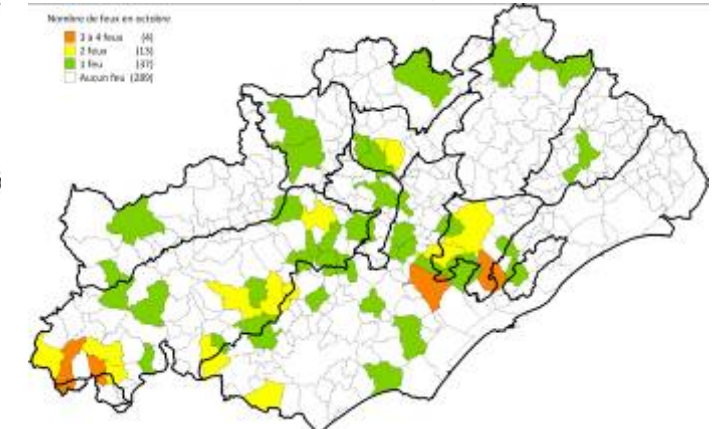 Nombre de feux en octobre
3 à 4 feux (4)
2 feux (13)
1 feu (37)
Aucun feu (289)